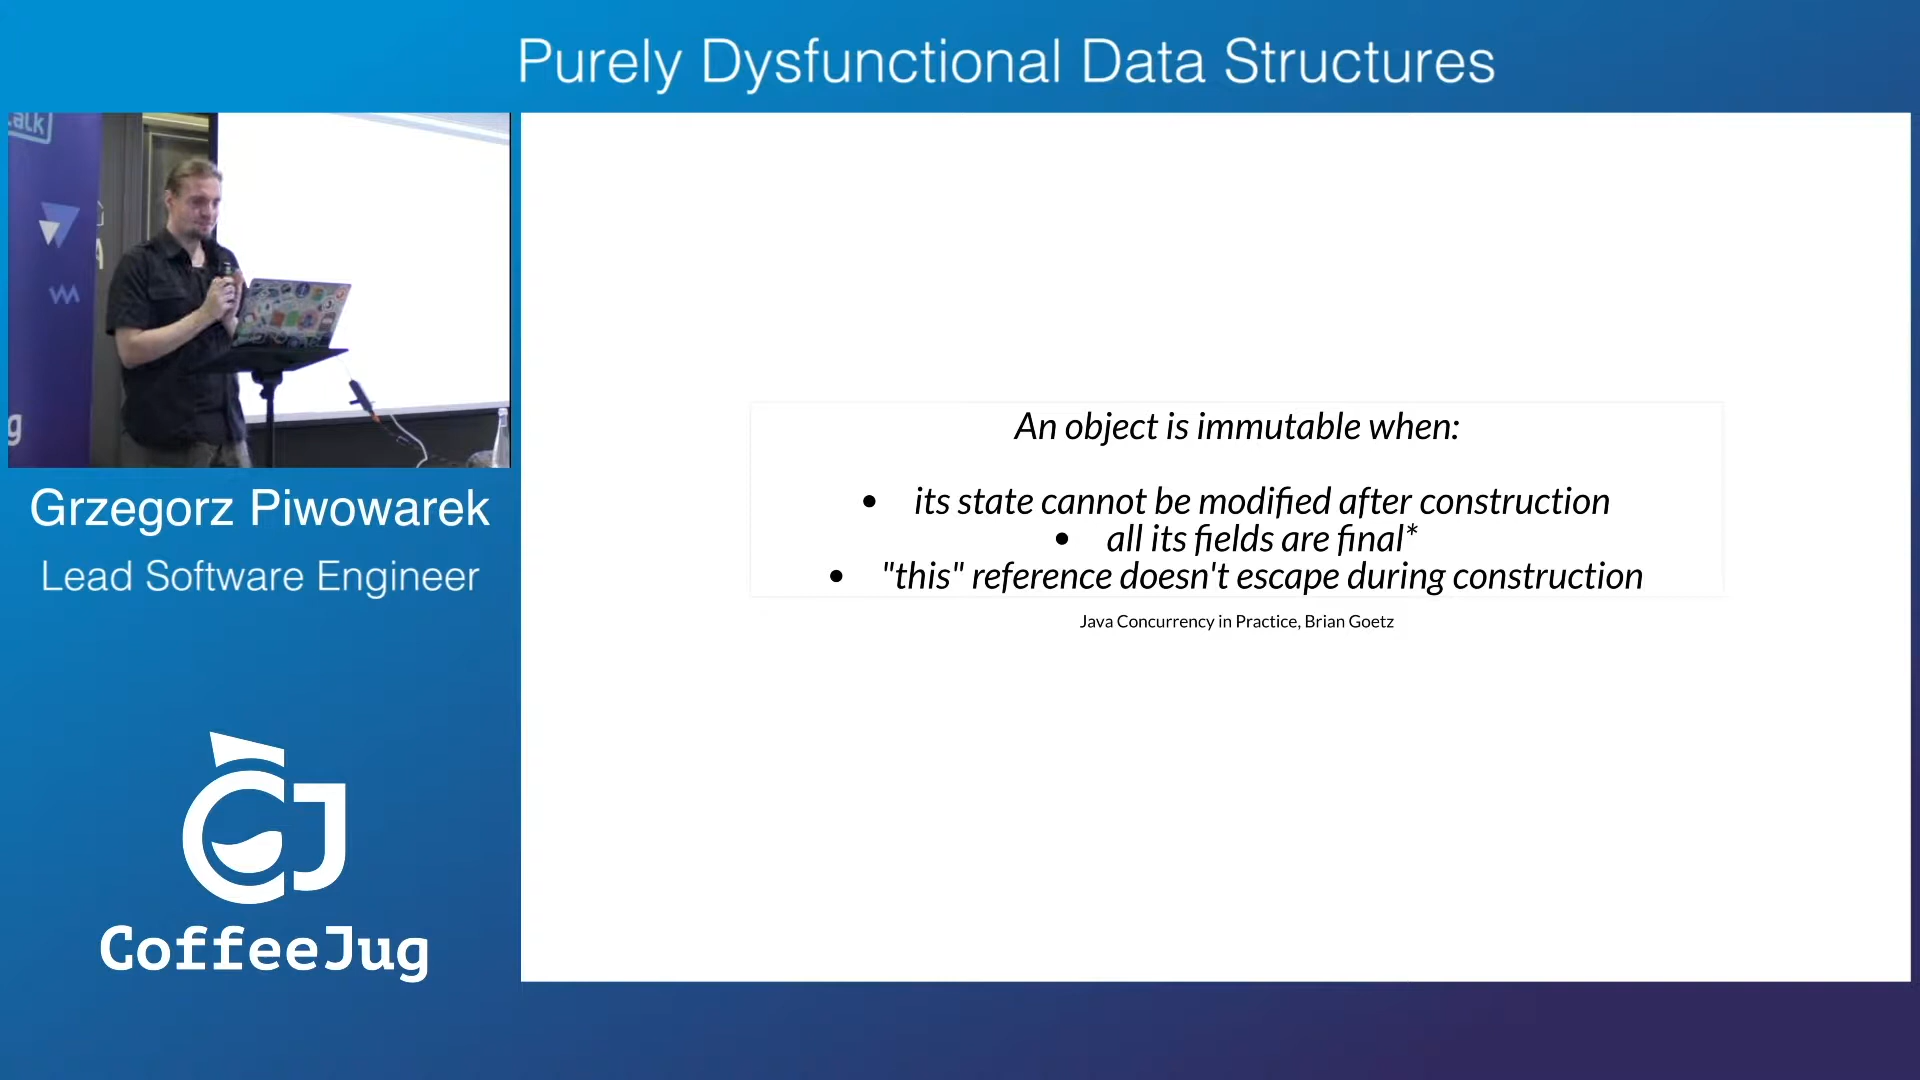 Purely Dysfunctional Data Structures
An object is immutable when:
• its state cannot be modified after construction
• all its fields are final*
• "this" reference doesn't escape during construction
Java Concurrency in Practice, Brian Goetz
Grzegorz Piwowarek
Lead Software Engineer
CJ
CoffeeJug